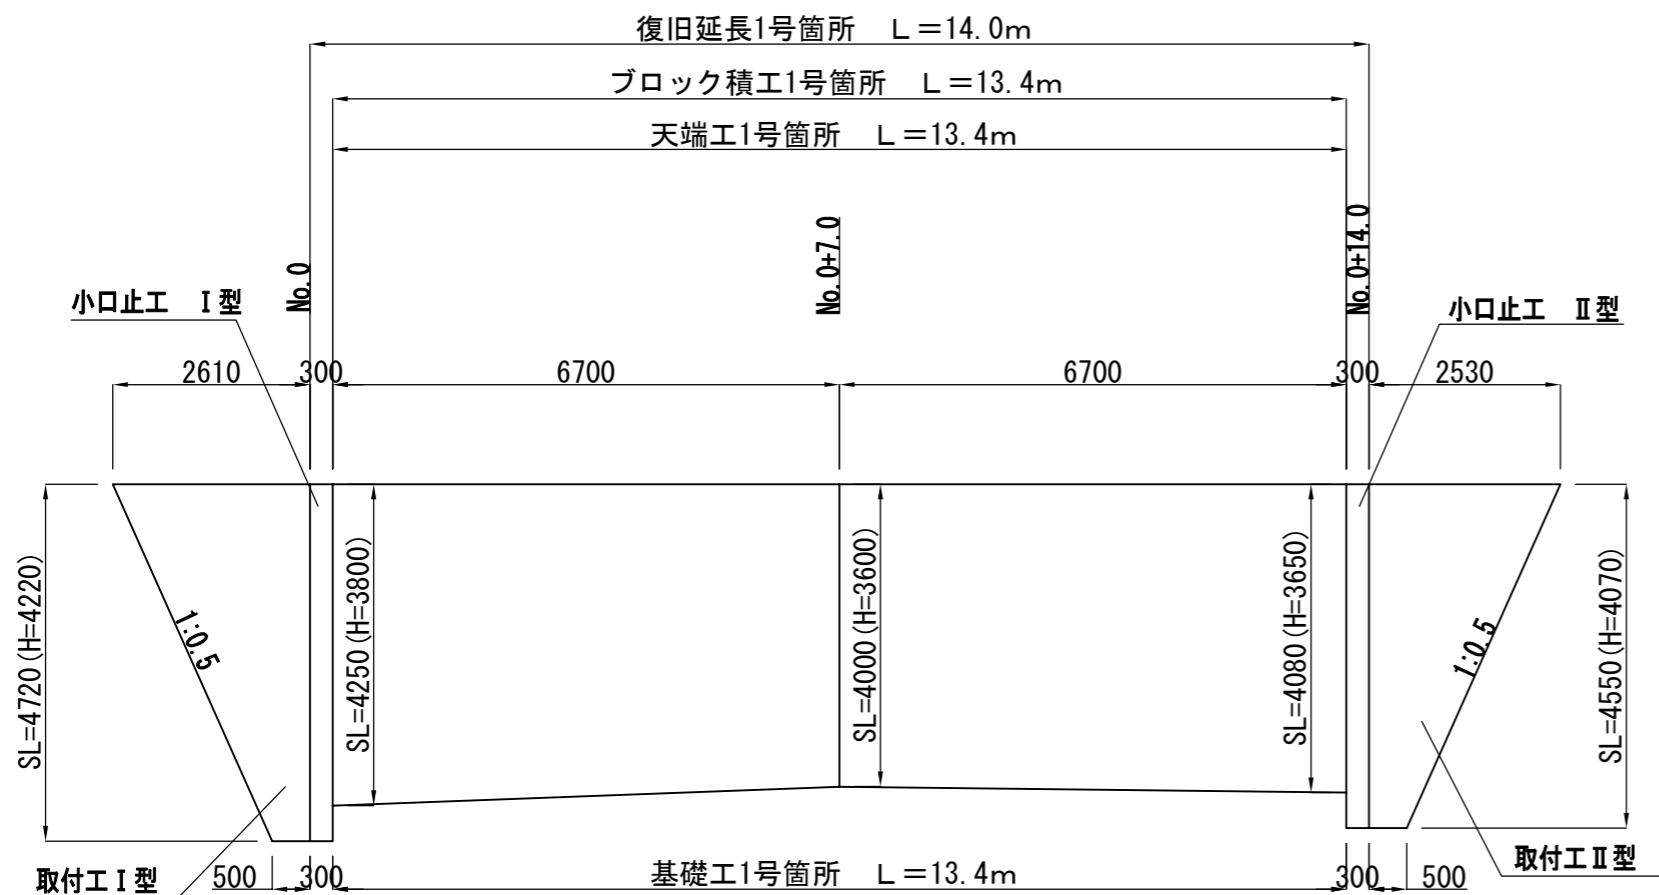 復旧延長1号箇所 L=14.0m
ブロック積工1号箇所 L=13.4m
天端工1号箇所 L=13.4m
No.0
No.0+7.0
No.0+14.0
小口止工 Ⅰ型
小口止工 Ⅱ型
2610
300
6700
6700
300
2530
SL=4720(H=4220)
1:0.5
SL=4250(H=3800)
SL=4000(H=3600)
SL=4080(H=3650)
1:0.5
SL=4550(H=4070)
取付工Ⅰ型
500
300
基礎工1号箇所 L=13.4m
300
500
取付工Ⅱ型